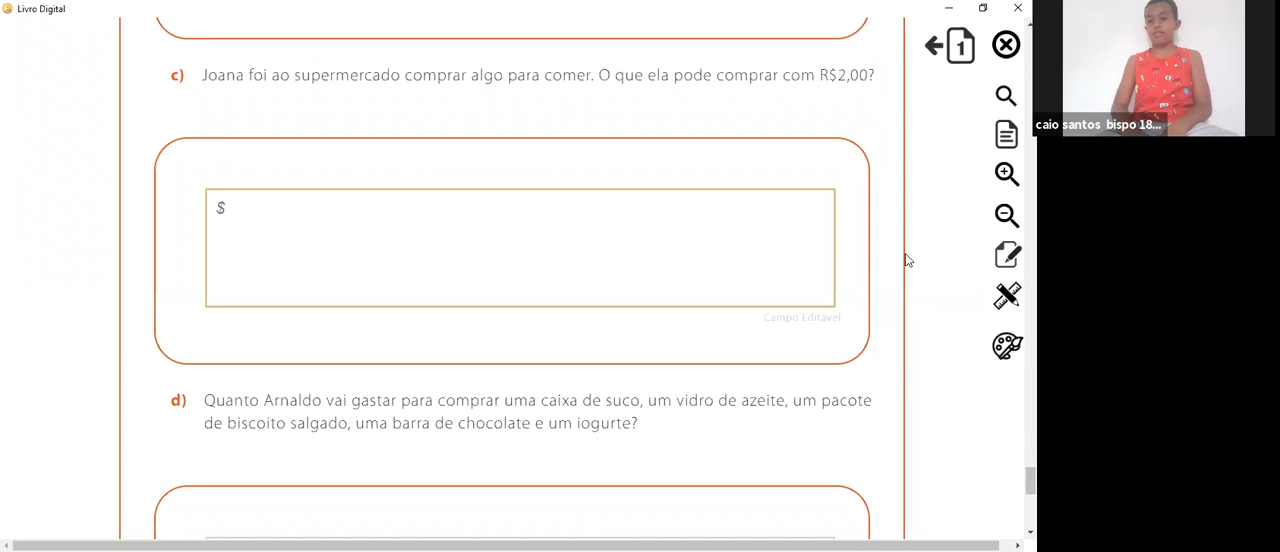 Livro Digital
c) Joana foi ao supermercado comprar algo para comer. O que ela pode comprar com R$2,00?
1
caio santos bispo 18...
$
Campo Editável
d) Quanto Arnaldo vai gastar para comprar uma caixa de suco, um vidro de azeite, um pacote
de biscoito salgado, uma barra de chocolate e um iogurte?